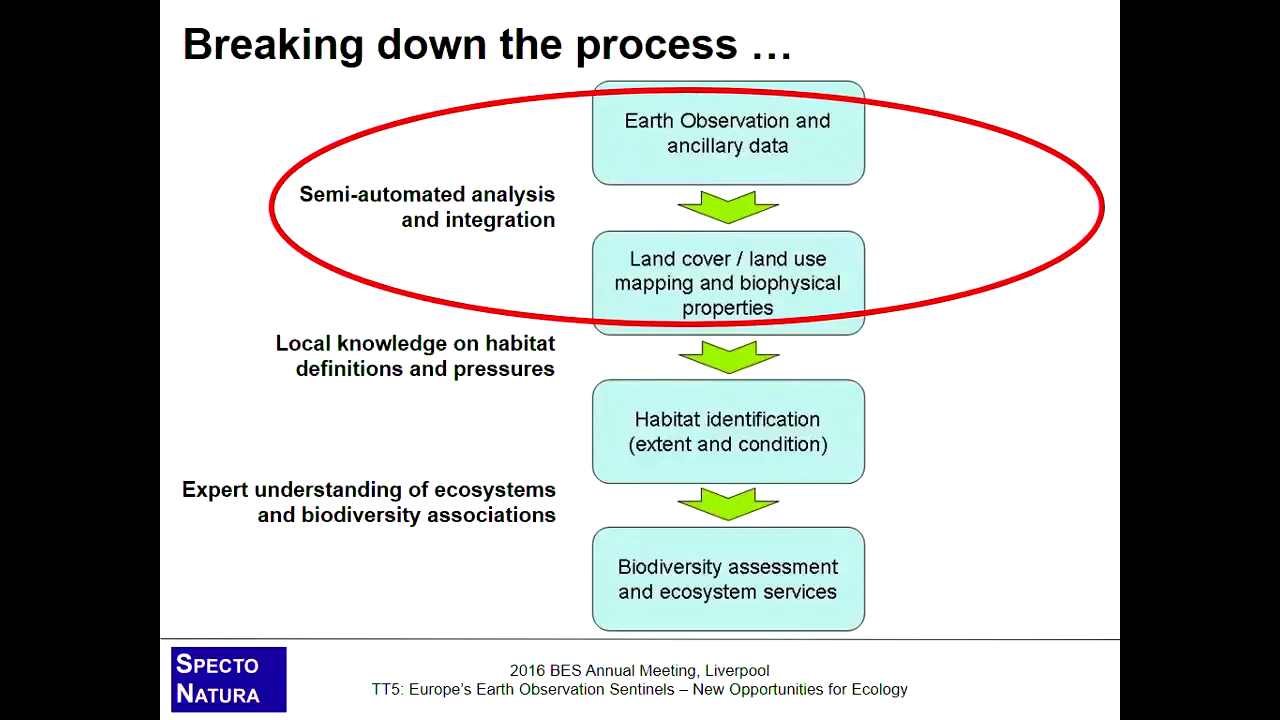 Breaking down the process …
Earth Observation and
ancillary data
Semi-automated analysis
and integration
Land cover / land use
mapping and biophysical
properties
Local knowledge on habitat
definitions and pressures
Habitat identification
(extent and condition)
Expert understanding of ecosystems
and biodiversity associations
Biodiversity assessment
and ecosystem services
SPECTO
NATURA
2016 BES Annual Meeting, Liverpool
TT5: Europe's Earth Observation Sentinels – New Opportunities for Ecology